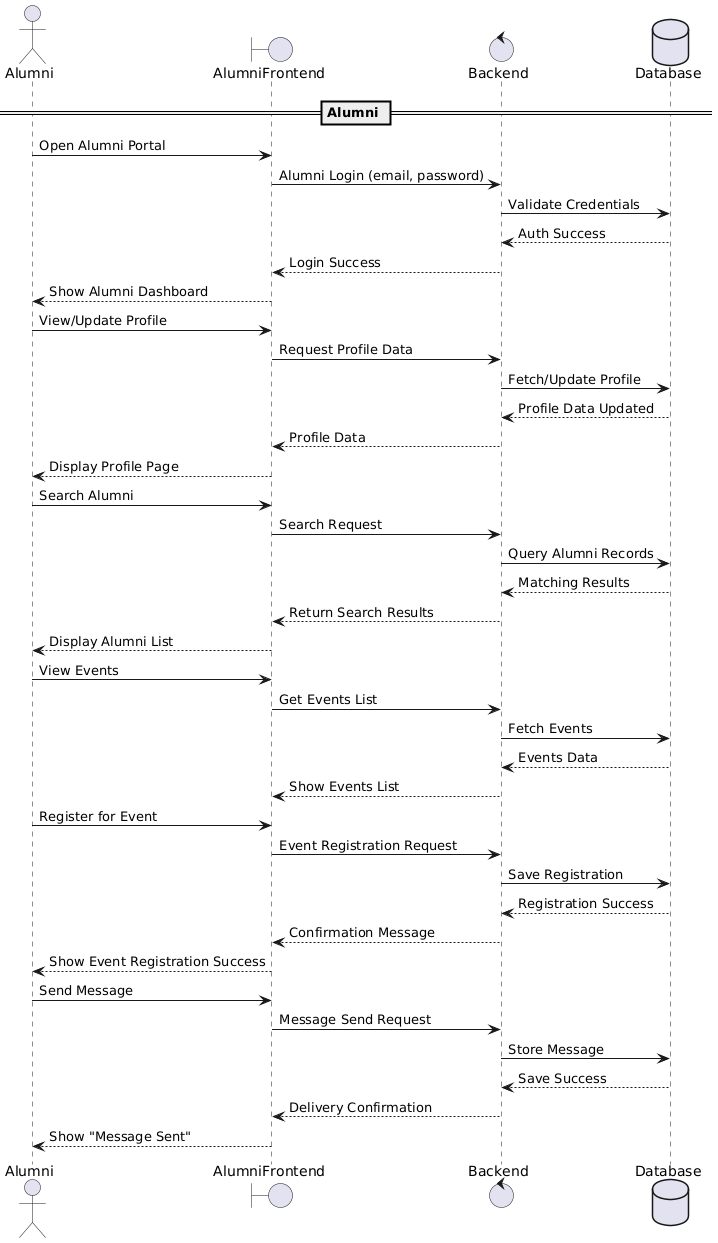 Alumni
AlumniFrontend
Backend
Database
Alumni
Open Alumni Portal
Alumni Login (email, password)
Validate Credentials
Auth Success
Login Success
Show Alumni Dashboard
View/Update Profile
Request Profile Data
Fetch/Update Profile
Profile Data Updated
Profile Data
Display Profile Page
Search Alumni
Search Request
Query Alumni Records
Matching Results
Return Search Results
Display Alumni List
View Events
Get Events List
Fetch Events
Events Data
Show Events List
Register for Event
Event Registration Request
Save Registration
Registration Success
Confirmation Message
Show Event Registration Success
Send Message
Message Send Request
Store Message
Save Success
Delivery Confirmation
Show "Message Sent"
Alumni
AlumniFrontend
Backend
Database